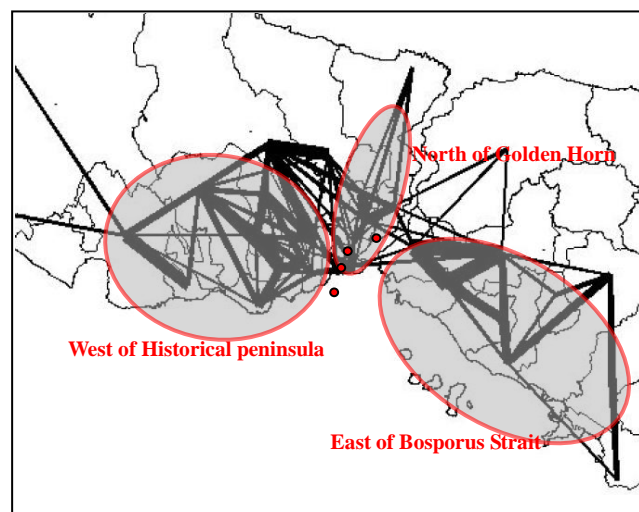 North of Golden Horn
West of Historical peninsula
East of Bosporus Strait